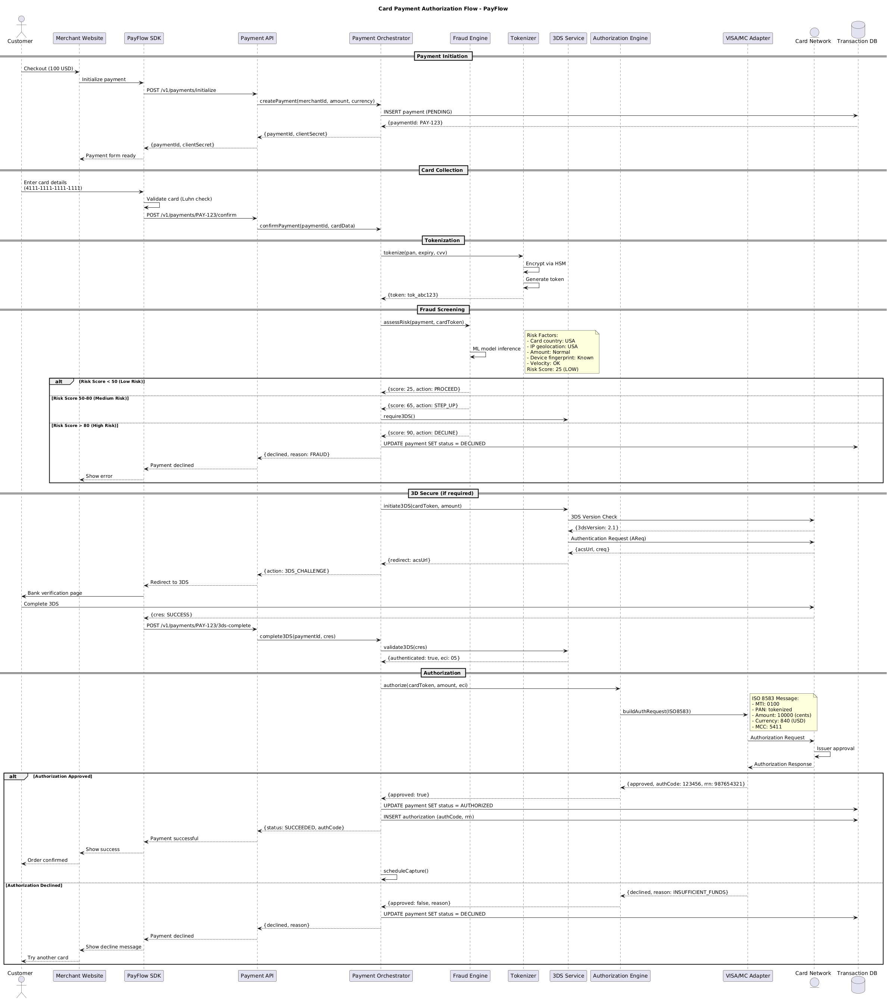 Card Payment Authorization Flow - PayFlow
Customer
Merchant Website
PayFlow SDK
Payment API
Payment Orchestrator
Fraud Engine
Tokenizer
3DS Service
Authorization Engine
VISA/MC Adapter
Card Network
Transaction DB
Payment Initiation
Checkout (100 USD)
Initialize payment
POST /v1/payments/initialize
createPayment(merchantId, amount, currency)
INSERT payment (PENDING)
{paymentId: PAY-123}
{paymentId, clientSecret}
{paymentId, clientSecret}
Payment form ready
Card Collection
Enter card details
(4111-1111-1111-1111)
Validate card (Luhn check)
POST /v1/payments/PAY-123/confirm
confirmPayment(paymentId, cardData)
Tokenization
tokenize(pan, expiry, cvv)
Encrypt via HSM
Generate token
{token: tok_abc123}
Fraud Screening
assessRisk(payment, cardToken)
ML model inference
Risk Factors:
- Card country: USA
- IP geolocation: USA
- Amount: Normal
- Device fingerprint: Known
- Velocity: OK
Risk Score: 25 (LOW)
alt [Risk Score < 50 (Low Risk)]
{score: 25, action: PROCEED}
[Risk Score 50-80 (Medium Risk)]
{score: 65, action: STEP_UP}
require3DS()
[Risk Score > 80 (High Risk)]
{score: 90, action: DECLINE}
UPDATE payment SET status = DECLINED
{declined, reason: FRAUD}
Payment declined
Show error
3D Secure (if required)
initiate3DS(cardToken, amount)
3DS Version Check
{3dsVersion: 2.1}
Authentication Request (AReq)
{acsUrl, creq}
{redirect: acsUrl}
{action: 3DS_CHALLENGE}
Redirect to 3DS
Bank verification page
Complete 3DS
{cres: SUCCESS}
POST /v1/payments/PAY-123/3ds-complete
complete3DS(paymentId, cres)
validate3DS(cres)
{authenticated: true, eci: 05}
Authorization
authorize(cardToken, amount, eci)
buildAuthRequest(ISO8583)
ISO 8583 Message:
- MTI: 0100
- PAN: tokenized
- Amount: 10000 (cents)
- Currency: 840 (USD)
- MCC: 5411
Authorization Request
Issuer approval
Authorization Response
alt [Authorization Approved]
{approved, authCode: 123456, rrn: 987654321}
{approved: true}
UPDATE payment SET status = AUTHORIZED
INSERT authorization (authCode, rrn)
{status: SUCCEEDED, authCode}
Payment successful
Show success
Order confirmed
scheduleCapture()
[Authorization Declined]
{declined, reason: INSUFFICIENT_FUNDS}
{approved: false, reason}
UPDATE payment SET status = DECLINED
{declined, reason}
Payment declined
Show decline message
Try another card
Customer
Merchant Website
PayFlow SDK
Payment API
Payment Orchestrator
Fraud Engine
Tokenizer
3DS Service
Authorization Engine
VISA/MC Adapter
Card Network
Transaction DB